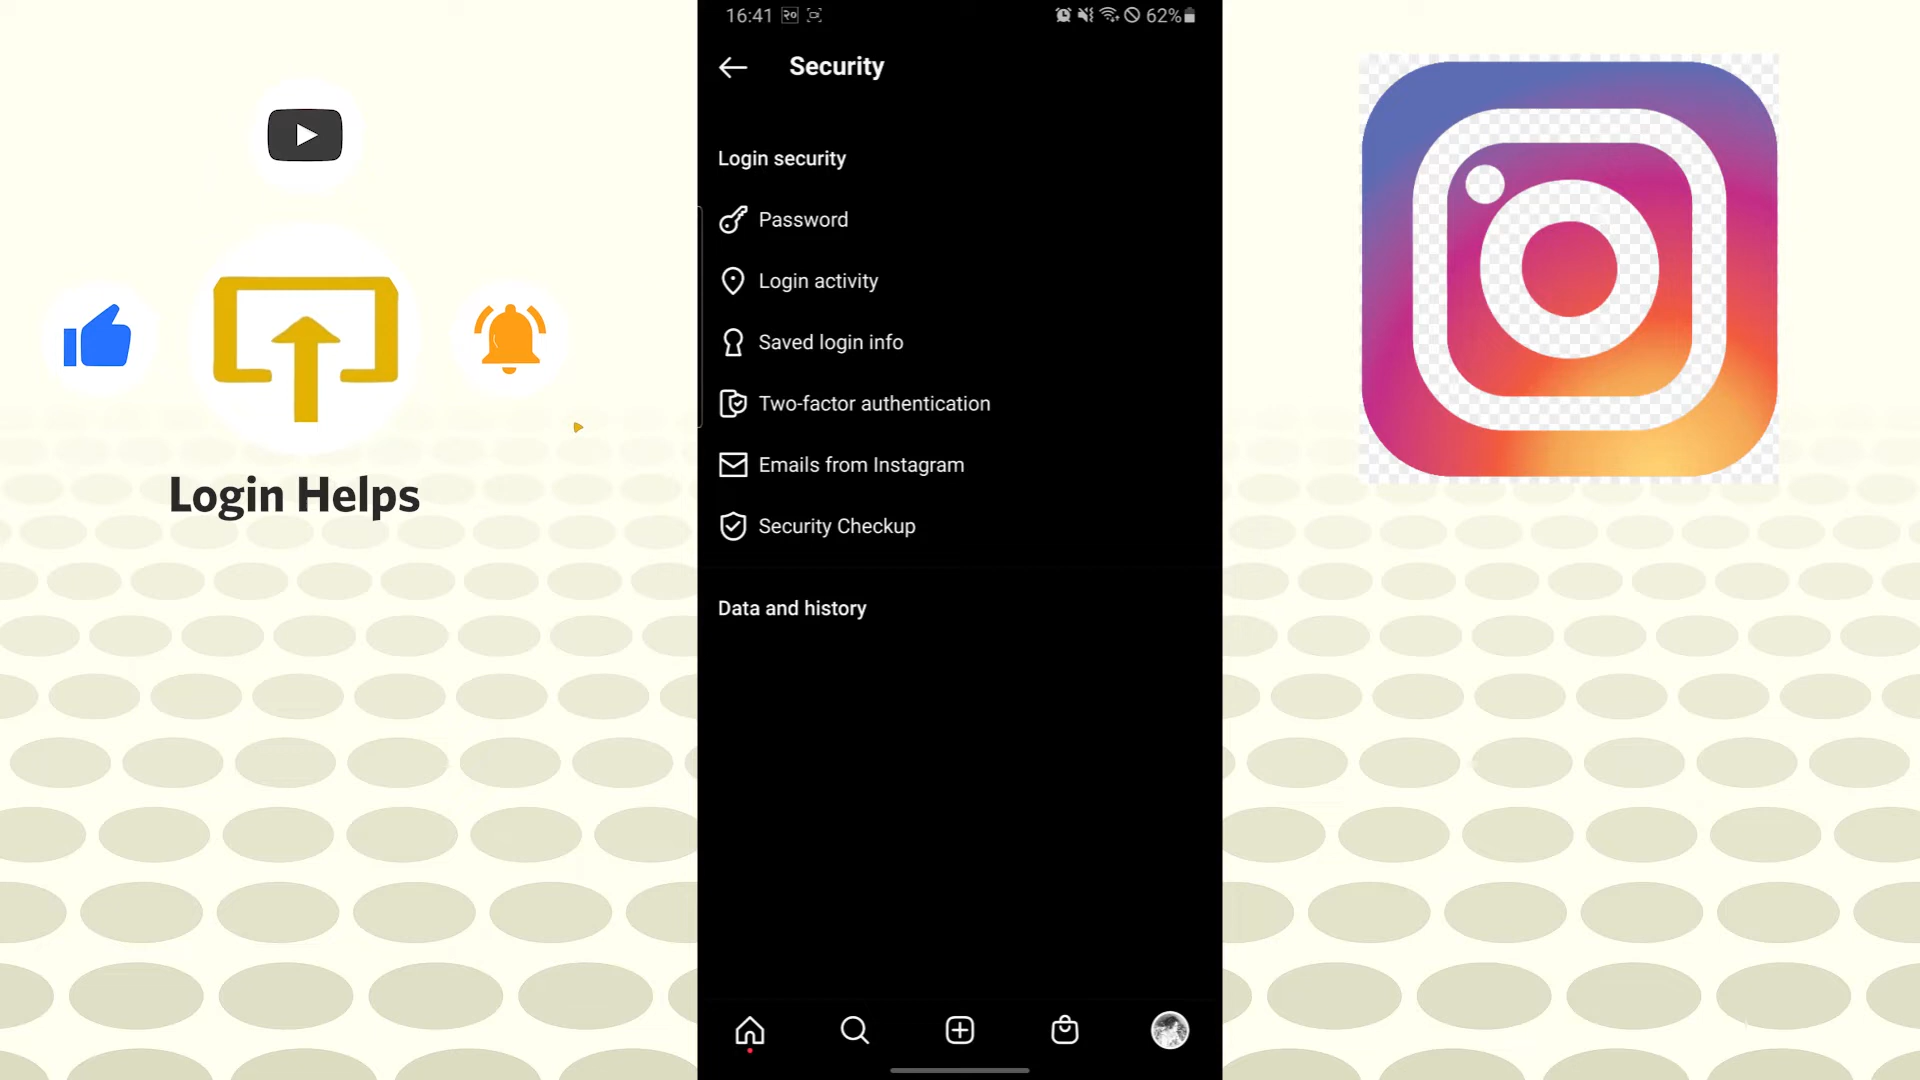 16:41
62%
Security
Login security
Password
Login activity
Saved login info
Two-factor authentication
Emails from Instagram
Security Checkup
Data and history
Login Helps